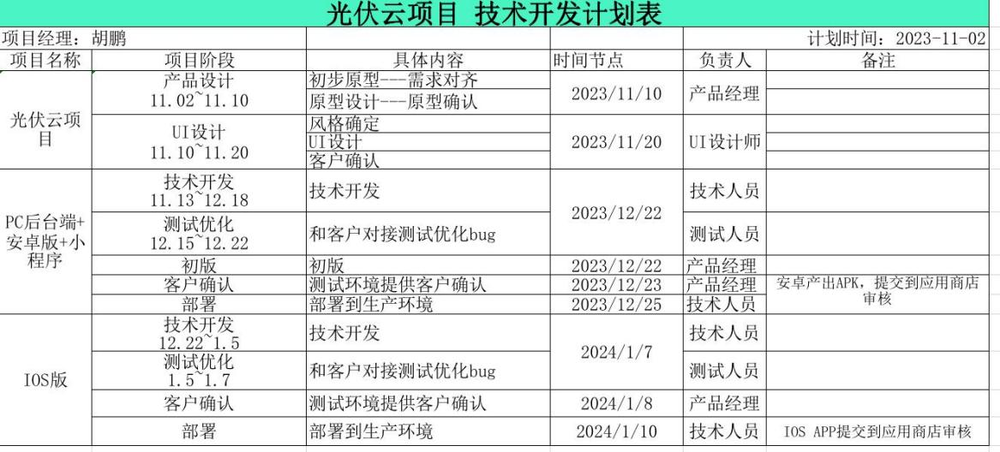 光伏云项目 技术开发计划表
项目经理：胡鹏 计划时间：2023-11-02
项目名称 项目阶段 具体内容 时间节点 负责人 备注
光伏云项
目
产品设计
11.02~11.10
初步原型---需求对齐
原型设计---原型确认
2023/11/10
产品经理
UI设计
11.10~11.20
风格确定
UI设计
客户确认
2023/11/20
UI设计师
PC后台端+
安卓版+小
程序
技术开发
11.13~12.18
技术开发
2023/12/22
技术人员
测试优化
12.15~12.22
和客户对接测试优化bug
测试人员
初版 初版 2023/12/22 产品经理
客户确认 测试环境提供客户确认 2023/12/23 产品经理
安卓产出APK，提交到应用商店
审核
部署 部署到生产环境 2023/12/25 技术人员
IOS版
技术开发
12.22~1.5
技术开发
2024/1/7
技术人员
测试优化
1.5~1.7
和客户对接测试优化bug
测试人员
客户确认 测试环境提供客户确认 2024/1/8 产品经理
部署 部署到生产环境 2024/1/10 技术人员 IOS APP提交到应用商店审核